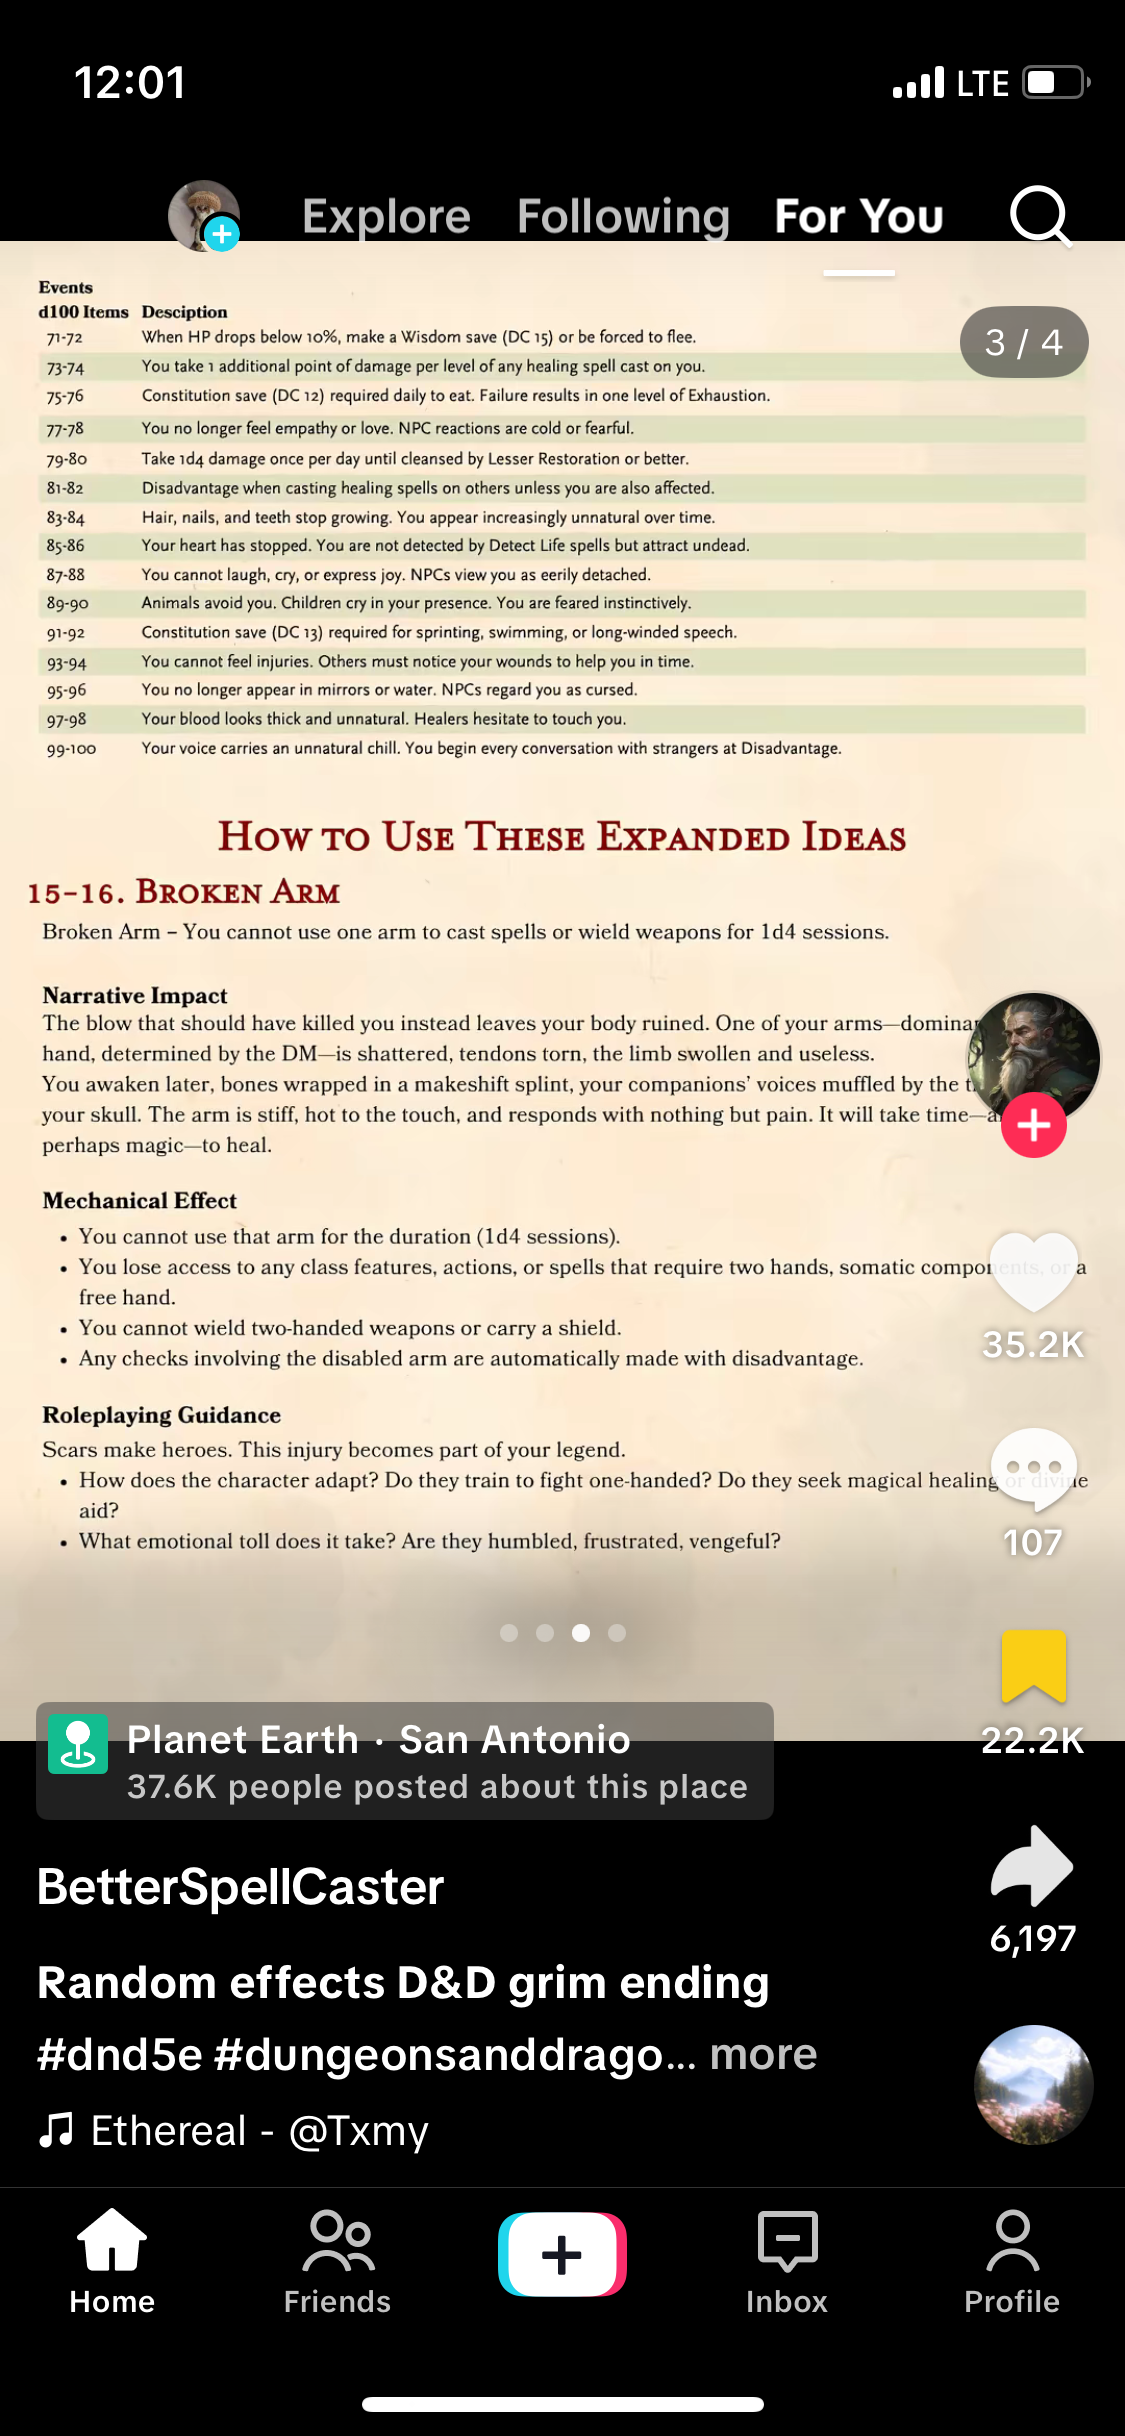 12:01
LTE
Explore Following For You
3 / 4
Events
d100 Items Desciption
71-72 When HP drops below 10%, make a Wisdom save (DC 15) or be forced to flee.
73-74 You take 1 additional point of damage per level of any healing spell cast on you.
75-76 Constitution save (DC 12) required daily to eat. Failure results in one level of Exhaustion.
77-78 You no longer feel empathy or love. NPC reactions are cold or fearful.
79-80 Take 1d4 damage once per day until cleansed by Lesser Restoration or better.
81-82 Disadvantage when casting healing spells on others unless you are also affected.
83-84 Hair, nails, and teeth stop growing. You appear increasingly unnatural over time.
85-86 Your heart has stopped. You are not detected by Detect Life spells but attract undead.
87-88 You cannot laugh, cry, or express joy. NPCs view you as eerily detached.
89-90 Animals avoid you. Children cry in your presence. You are feared instinctively.
91-92 Constitution save (DC 13) required for sprinting, swimming, or long-winded speech.
93-94 You cannot feel injuries. Others must notice your wounds to help you in time.
95-96 You no longer appear in mirrors or water. NPCs regard you as cursed.
97-98 Your blood looks thick and unnatural. Healers hesitate to touch you.
99-100 Your voice carries an unnatural chill. You begin every conversation with strangers at Disadvantage.
How to Use These Expanded Ideas
15-16. Broken Arm
Broken Arm – You cannot use one arm to cast spells or wield weapons for 1d4 sessions.
Narrative Impact
The blow that should have killed you instead leaves your body ruined. One of your arms—
hand, determined by the DM—is shattered, tendons torn, the limb swollen and useless.
You awaken later, bones wrapped in a makeshift splint, your companions' voices muffled by the
your skull. The arm is stiff, hot to the touch, and responds with nothing but pain. It will take time—
perhaps magic—to heal.
Mechanical Effect
• You cannot use that arm for the duration (1d4 sessions).
• You lose access to any class features, actions, or spells that require two hands, somatic components, or a
free hand.
• You cannot wield two-handed weapons or carry a shield.
• Any checks involving the disabled arm are automatically made with disadvantage.
Roleplaying Guidance
Scars make heroes. This injury becomes part of your legend.
• How does the character adapt? Do they train to fight one-handed? Do they seek magical healing or divine
aid?
• What emotional toll does it take? Are they humbled, frustrated, vengeful?
35.2K
107
22.2K
6,197
Planet Earth · San Antonio
37.6K people posted about this place
BetterSpellCaster
Random effects D&D grim ending
#dnd5e #dungeonsanddrago... more
Ethereal - @Txmy
Home Friends Inbox Profile